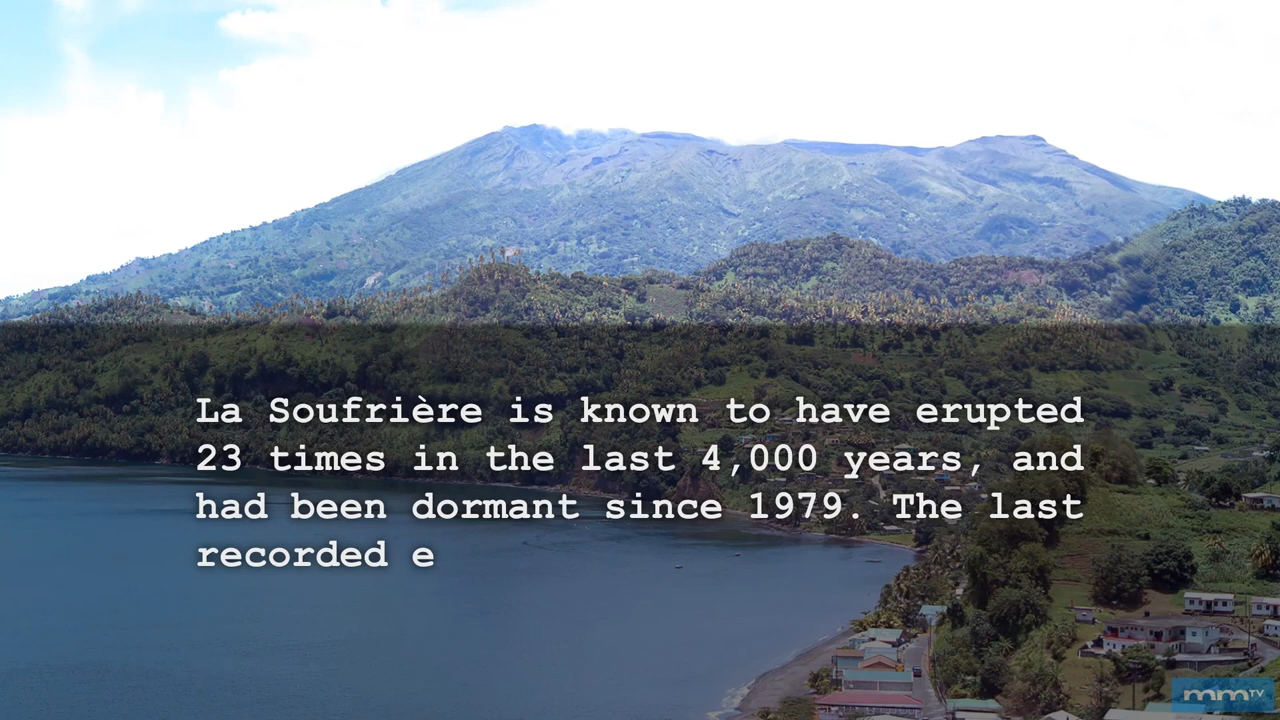 La Soufrière is known to have erupted
23 times in the last 4,000 years, and
had been dormant since 1979. The last
recorded e
mmTV